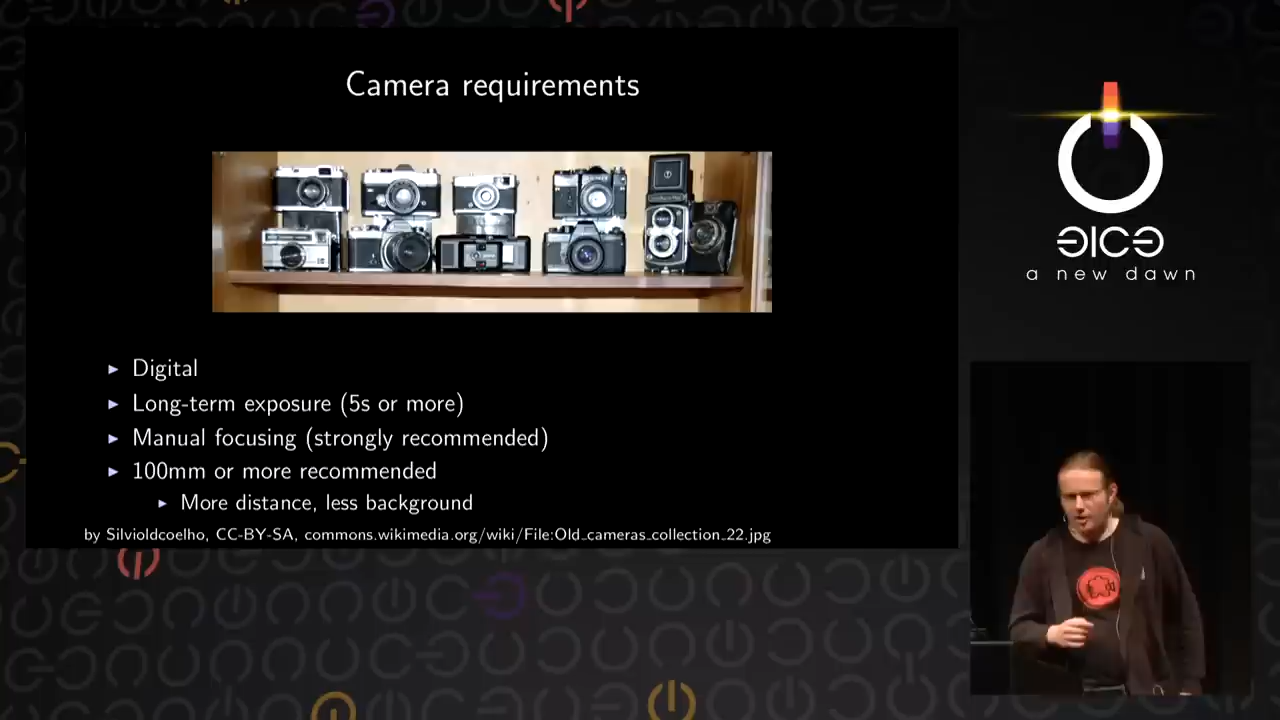 Camera requirements
Digital
Long-term exposure (5s or more)
Manual focusing (strongly recommended)
100mm or more recommended
More distance, less background
by Silvioldcoelho, CC-BY-SA, commons.wikimedia.org/wiki/File:Old_cameras_collection_22.jpg
a new dawn